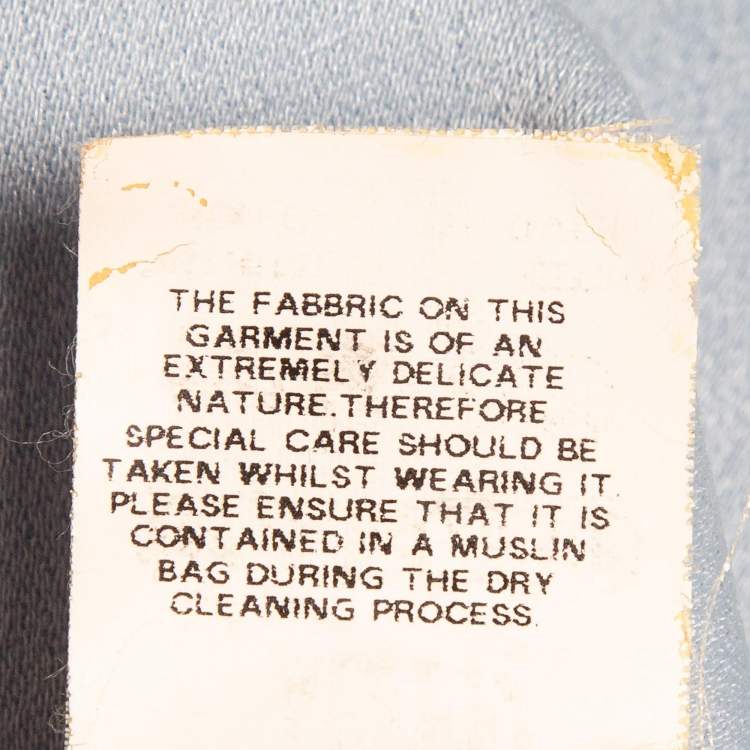 THE FABBRIC ON THIS
GARMENT IS OF AN
EXTREMELY DELICATE
NATURE.THEREFORE
SPECIAL CARE SHOULD BE
TAKEN WHILST WEARING IT.
PLEASE ENSURE THAT IT IS
CONTAINED IN A MUSLIN
BAG DURING THE DRY
CLEANING PROCESS.